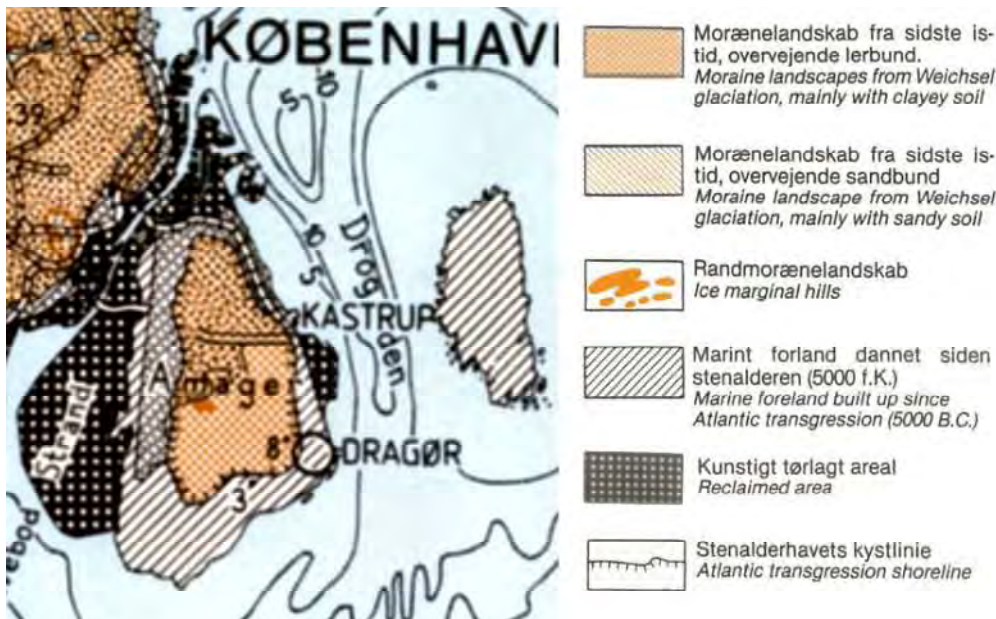 KØBENHAV
39
5
10
10
5
Drogden
KASTRUP
Amager
Strand
8
DRAGØR
3
Morænelandskab fra sidste is-
tid, overvejende lerbund.
Moraine landscapes from Weichsel
glaciation, mainly with clayey soil
Morænelandskab fra sidste is-
tid, overvejende sandbund
Moraine landscape from Weichsel
glaciation, mainly with sandy soil
Randmorænelandskab
Ice marginal hills
Marint forland dannet siden
stenalderen (5000 f.K.)
Marine foreland built up since
Atlantic transgression (5000 B.C.)
Kunstigt tørlagt areal
Reclaimed area
Stenalderhavets kystlinie
Atlantic transgression shoreline